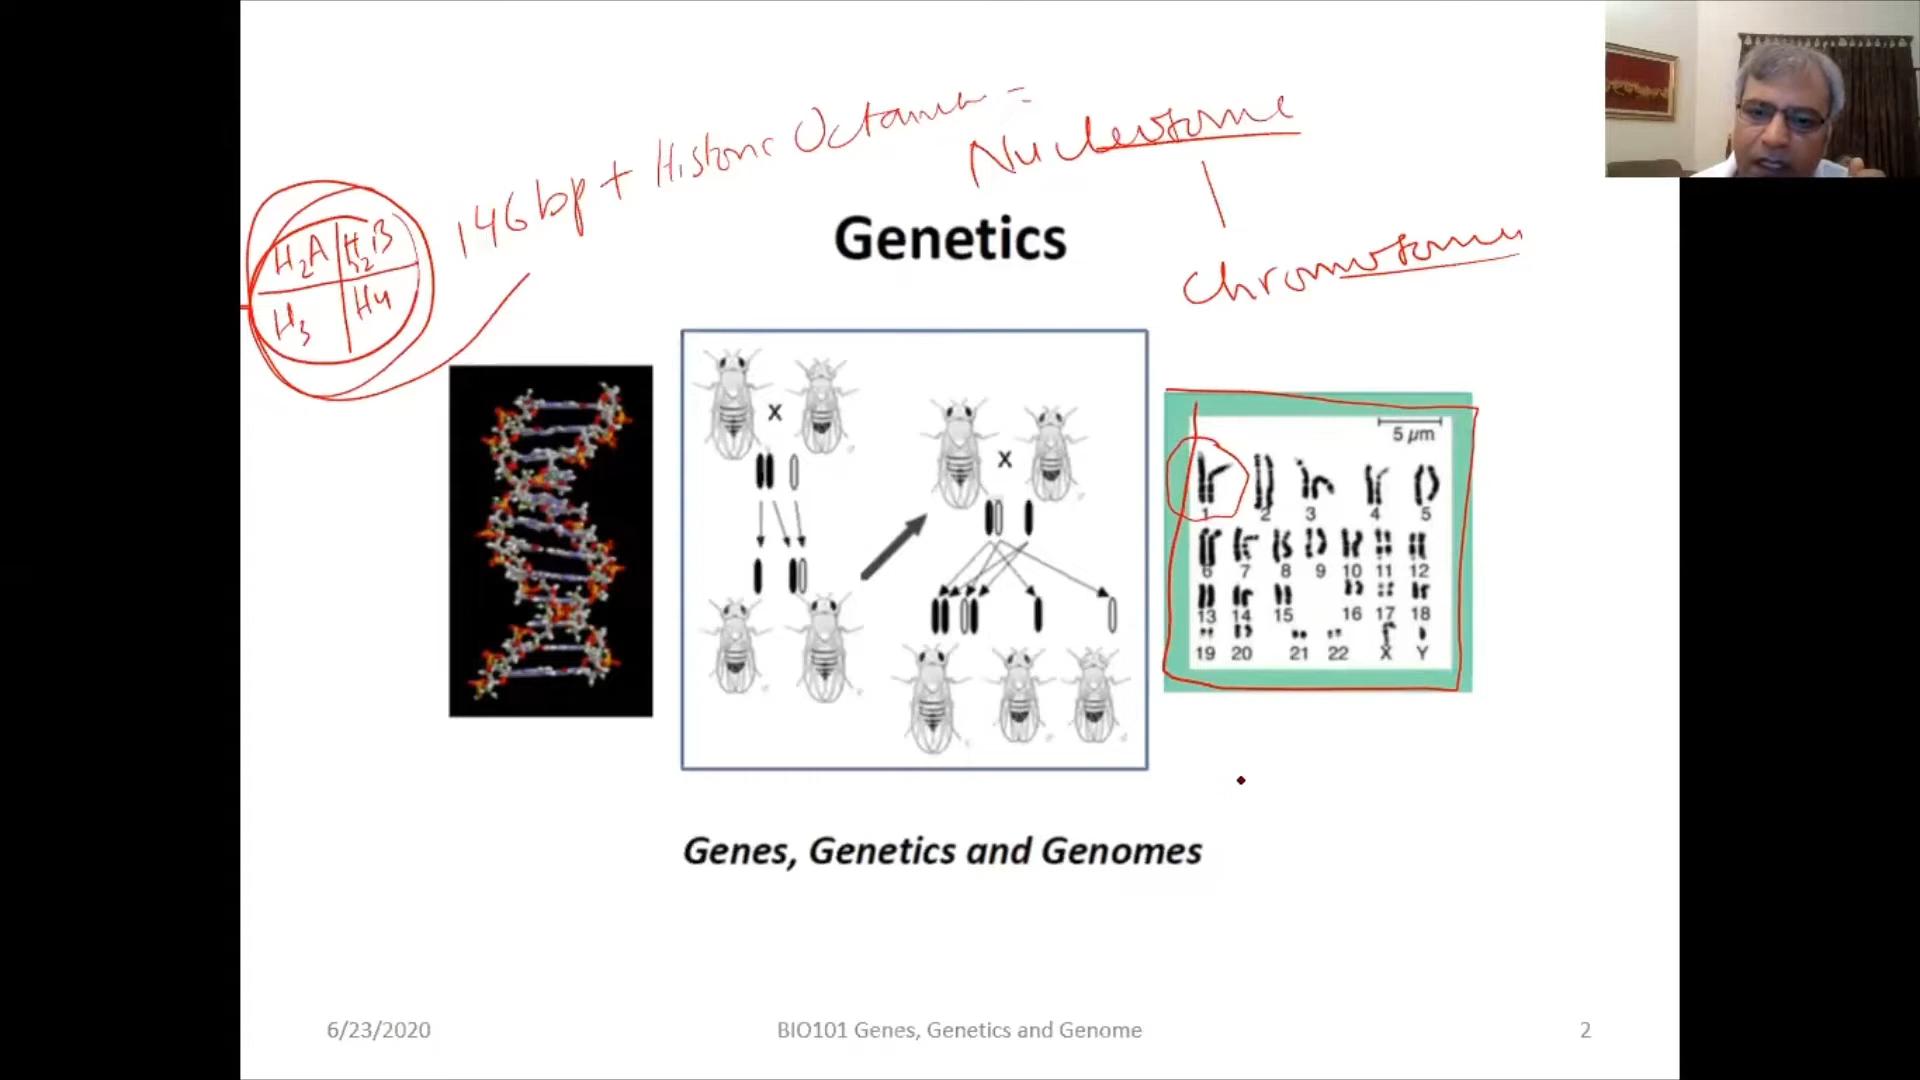 146bp + Histone Octamer =
Nucleosome
Chromosome
H2A H2B
H3 H4
Genetics
X
X
5 µm
1 2 3 4 5
6 7 8 9 10 11 12
13 14 15 16 17 18
19 20 21 22 X Y
Genes, Genetics and Genomes
6/23/2020 BIO101 Genes, Genetics and Genome 2